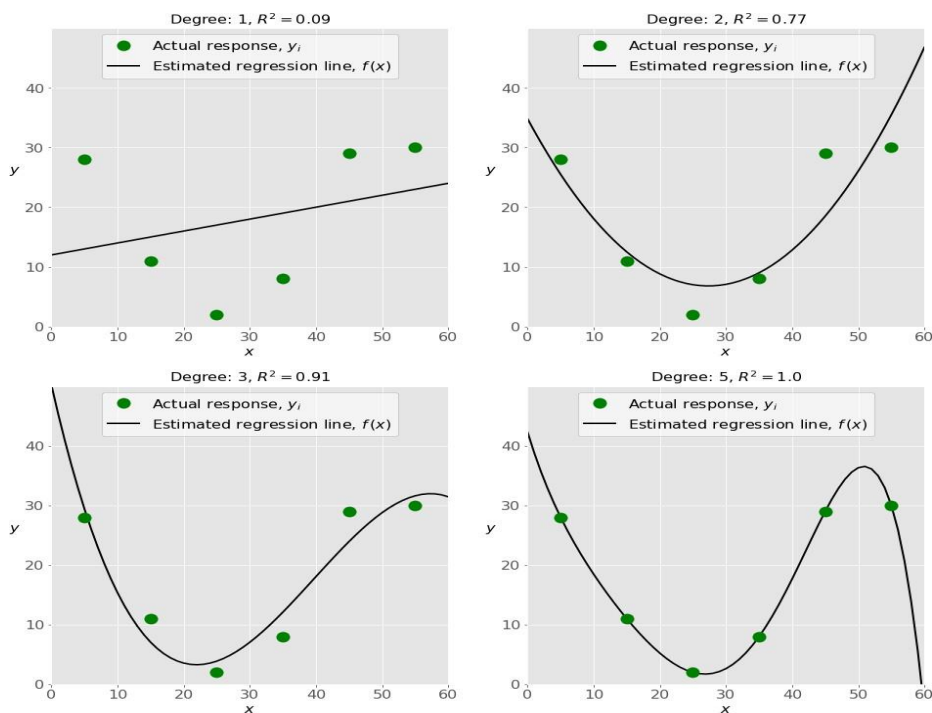 Degree: 1, R² = 0.09
Actual response, yᵢ
Estimated regression line, f(x)
40
30
y
20
10
0
0 10 20 30 40 50 60
x
Degree: 2, R² = 0.77
Actual response, yᵢ
Estimated regression line, f(x)
40
30
y
20
10
0
0 10 20 30 40 50 60
x
Degree: 3, R² = 0.91
Actual response, yᵢ
Estimated regression line, f(x)
40
30
y
20
10
0
0 10 20 30 40 50 60
x
Degree: 5, R² = 1.0
Actual response, yᵢ
Estimated regression line, f(x)
40
30
y
20
10
0
0 10 20 30 40 50 60
x